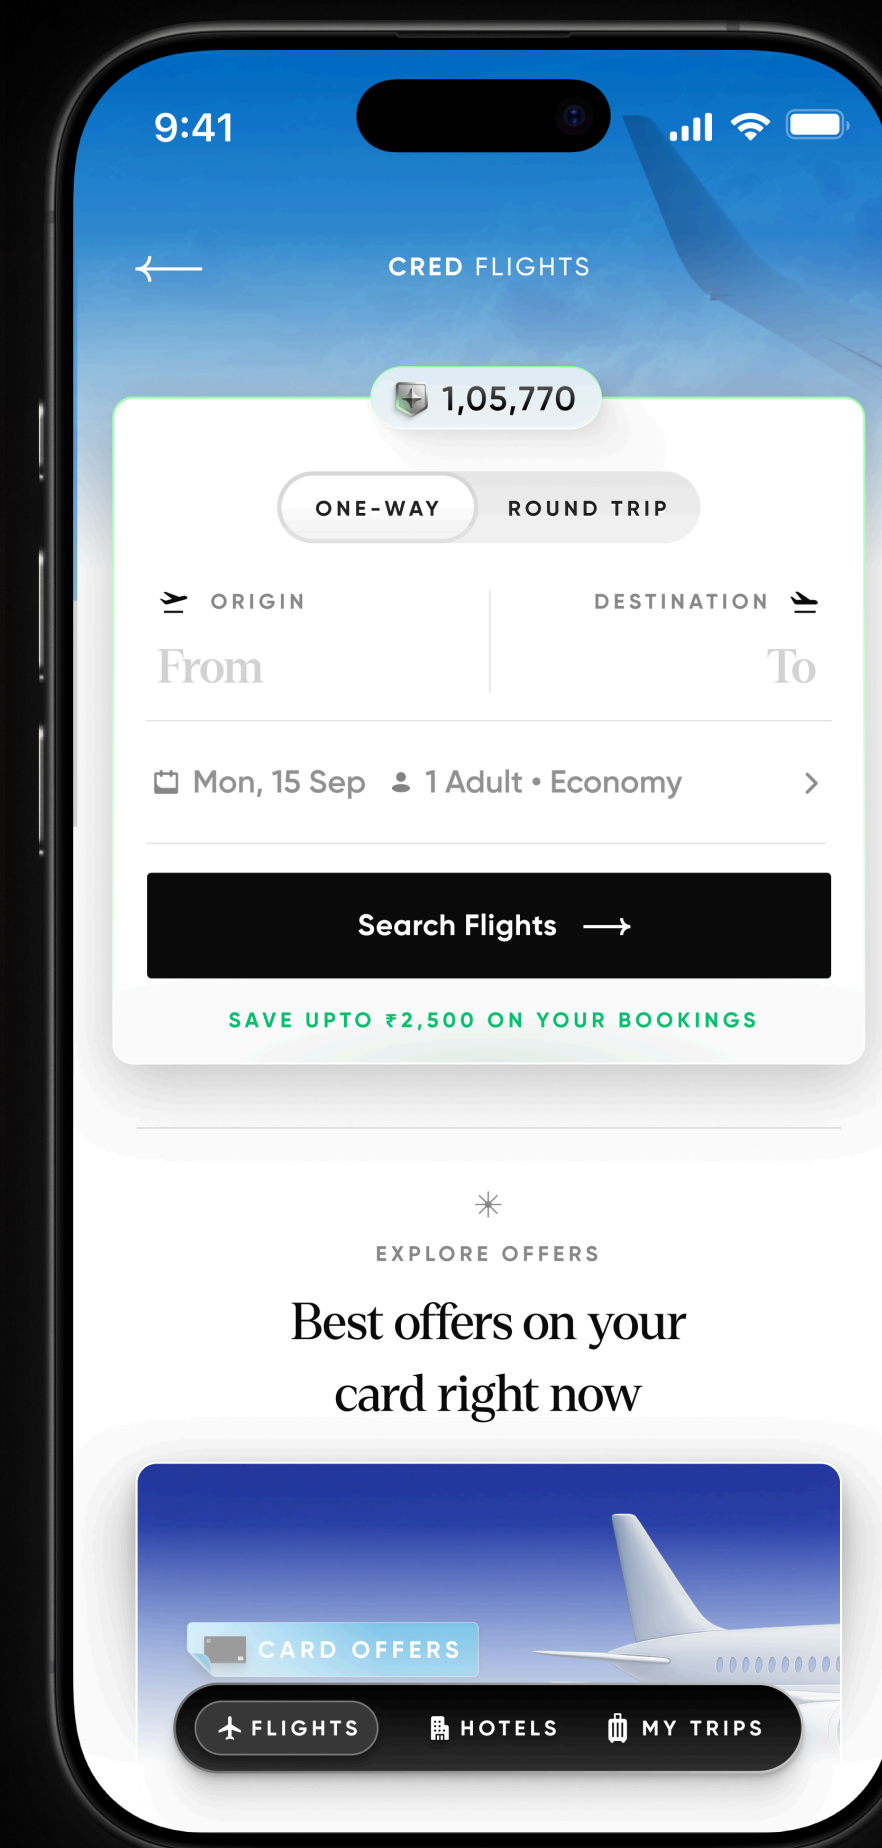 9:41
CRED FLIGHTS
1,05,770
ONE-WAY ROUND TRIP
ORIGIN DESTINATION
From To
Mon, 15 Sep 1 Adult • Economy
Search Flights
SAVE UPTO ₹2,500 ON YOUR BOOKINGS
EXPLORE OFFERS
Best offers on your
card right now
CARD OFFERS
FLIGHTS HOTELS MY TRIPS